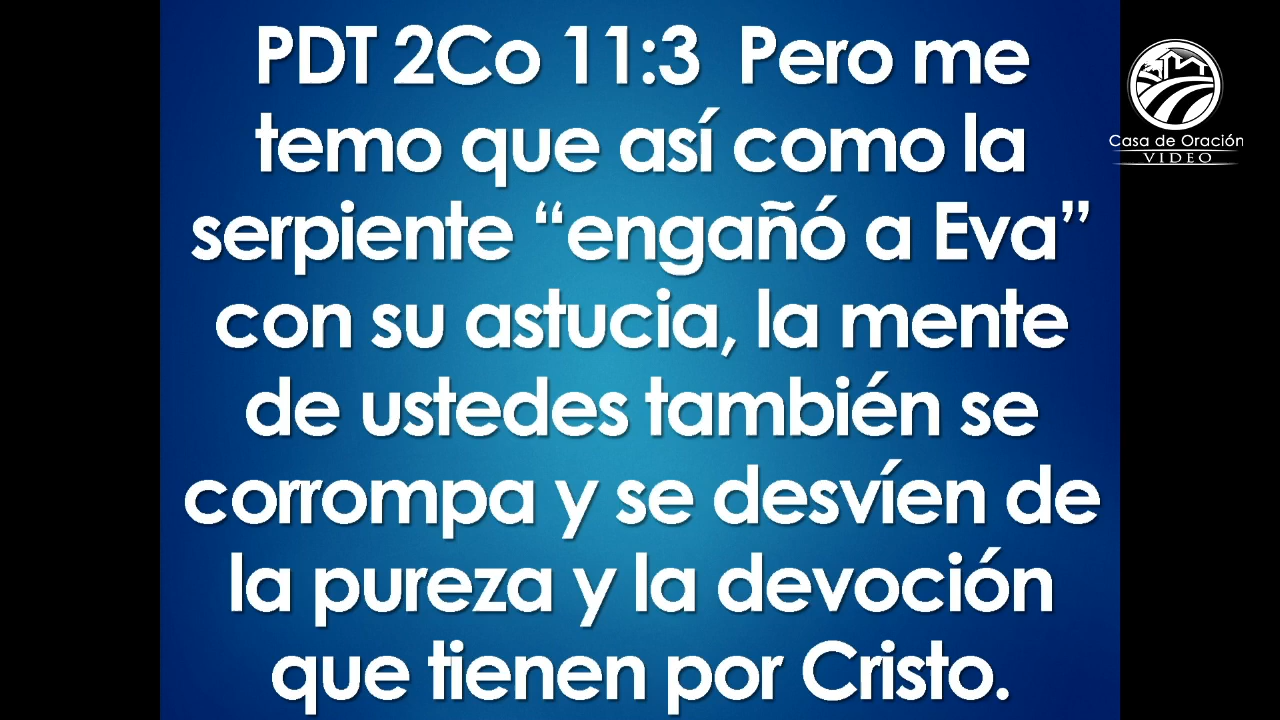 PDT 2Co 11:3 Pero me
temo que así como la
serpiente “engañó a Eva”
con su astucia, la mente
de ustedes también se
corrompa y se desvíen de
la pureza y la devoción
que tienen por Cristo.
Casa de Oración
VIDEO